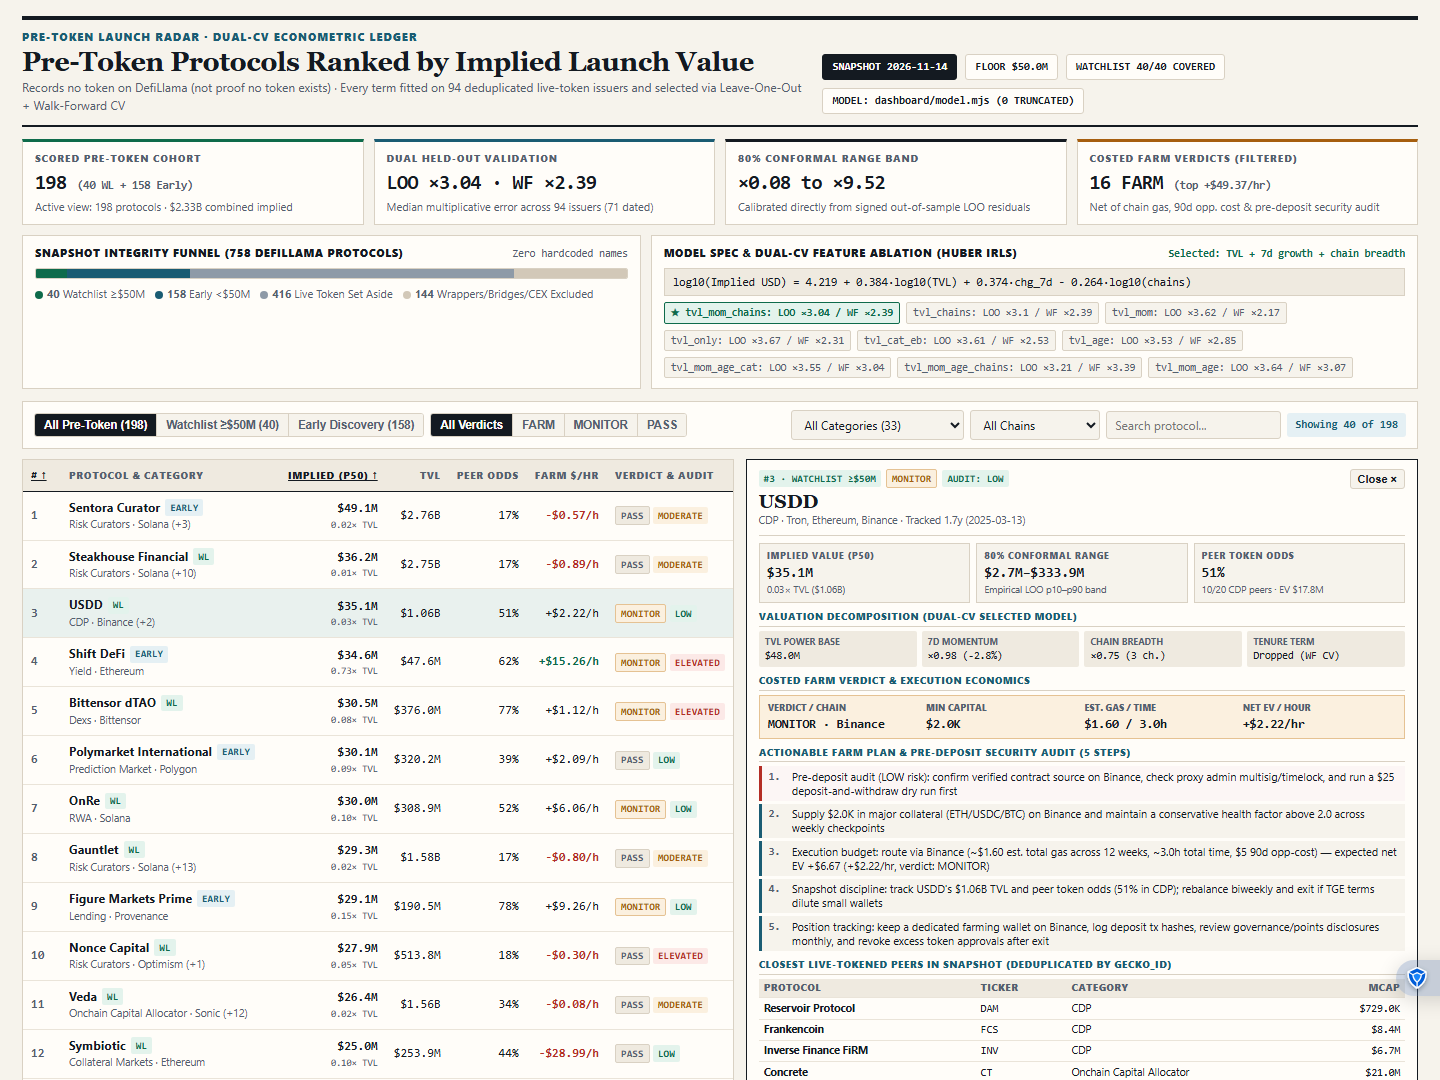 PRE-TOKEN LAUNCH RADAR · DUAL-CV ECONOMETRIC LEDGER
Pre-Token Protocols Ranked by Implied Launch Value
Records no token on DefiLlama (not proof no token exists) · Every term fitted on 94 deduplicated live-token issuers and selected via Leave-One-Out
+ Walk-Forward CV
SNAPSHOT 2026-11-14
FLOOR $50.0M
WATCHLIST 40/40 COVERED
MODEL: dashboard/model.mjs (0 TRUNCATED)
SCORED PRE-TOKEN COHORT
198 (40 WL + 158 Early)
Active view: 198 protocols · $2.33B combined implied
DUAL HELD-OUT VALIDATION
LOO ×3.04 · WF ×2.39
Median multiplicative error across 94 issuers (71 dated)
80% CONFORMAL RANGE BAND
×0.08 to ×9.52
Calibrated directly from signed out-of-sample LOO residuals
COSTED FARM VERDICTS (FILTERED)
16 FARM (top +$49.37/hr)
Net of chain gas, 90d opp. cost & pre-deposit security audit
SNAPSHOT INTEGRITY FUNNEL (758 DEFILLAMA PROTOCOLS)
Zero hardcoded names
40 Watchlist ≥$50M
158 Early <$50M
416 Live Token Set Aside
144 Wrappers/Bridges/CEX Excluded
MODEL SPEC & DUAL-CV FEATURE ABLATION (HUBER IRLS)
Selected: TVL + 7d growth + chain breadth
log10(Implied USD) = 4.219 + 0.384·log10(TVL) + 0.374·chg_7d - 0.264·log10(chains)
★ tvl_mom_chains: LOO ×3.04 / WF ×2.39
tvl_chains: LOO ×3.1 / WF ×2.39
tvl_mom: LOO ×3.62 / WF ×2.17
tvl_only: LOO ×3.67 / WF ×2.31
tvl_cat_eb: LOO ×3.61 / WF ×2.53
tvl_age: LOO ×3.53 / WF ×2.85
tvl_mom_age_cat: LOO ×3.55 / WF ×3.04
tvl_mom_age_chains: LOO ×3.21 / WF ×3.39
tvl_mom_age: LOO ×3.64 / WF ×3.07
All Pre-Token (198)
Watchlist ≥$50M (40)
Early Discovery (158)
All Verdicts
FARM
MONITOR
PASS
All Categories (33)
All Chains
Search protocol...
Showing 40 of 198
# ↑ PROTOCOL & CATEGORY IMPLIED (P50) ↑ TVL PEER ODDS FARM $/HR VERDICT & AUDIT
1 Sentora Curator EARLY $49.1M $2.76B 17% -$0.57/h PASS MODERATE
Risk Curators · Solana (+3) 0.02× TVL
2 Steakhouse Financial WL $36.2M $2.75B 17% -$0.89/h PASS MODERATE
Risk Curators · Solana (+10) 0.01× TVL
3 USDD WL $35.1M $1.06B 51% +$2.22/h MONITOR LOW
CDP · Binance (+2) 0.03× TVL
4 Shift DeFi EARLY $34.6M $47.6M 62% +$15.26/h MONITOR ELEVATED
Yield · Ethereum 0.73× TVL
5 Bittensor dTAO WL $30.5M $376.0M 77% +$1.12/h MONITOR ELEVATED
Dexs · Bittensor 0.08× TVL
6 Polymarket International EARLY $30.1M $320.2M 39% +$2.09/h PASS LOW
Prediction Market · Polygon 0.09× TVL
7 OnRe WL $30.0M $308.9M 52% +$6.06/h MONITOR LOW
RWA · Solana 0.10× TVL
8 Gauntlet WL $29.3M $1.58B 17% -$0.80/h PASS MODERATE
Risk Curators · Solana (+13) 0.02× TVL
9 Figure Markets Prime EARLY $29.1M $190.5M 78% +$9.26/h MONITOR LOW
Lending · Provenance 0.15× TVL
10 Nonce Capital WL $27.9M $513.8M 18% -$0.30/h PASS ELEVATED
Risk Curators · Optimism (+1) 0.05× TVL
11 Veda WL $26.4M $1.56B 34% -$0.08/h PASS MODERATE
Onchain Capital Allocator · Sonic (+12) 0.02× TVL
12 Symbiotic WL $25.0M $253.9M 44% -$28.99/h PASS LOW
Collateral Markets · Ethereum 0.10× TVL
#3 · WATCHLIST ≥$50M MONITOR AUDIT: LOW
Close ×
USDD
CDP · Tron, Ethereum, Binance · Tracked 1.7y (2025-03-13)
IMPLIED VALUE (P50)
$35.1M
0.03× TVL ($1.06B)
80% CONFORMAL RANGE
$2.7M–$333.9M
Empirical LOO p10–p90 band
PEER TOKEN ODDS
51%
10/20 CDP peers · EV $17.8M
VALUATION DECOMPOSITION (DUAL-CV SELECTED MODEL)
TVL POWER BASE
$48.0M
7D MOMENTUM
×0.98 (-2.8%)
CHAIN BREADTH
×0.75 (3 ch.)
TENURE TERM
Dropped (WF CV)
COSTED FARM VERDICT & EXECUTION ECONOMICS
VERDICT / CHAIN
MONITOR · Binance
MIN CAPITAL
$2.0K
EST. GAS / TIME
$1.60 / 3.0h
NET EV / HOUR
+$2.22/hr
ACTIONABLE FARM PLAN & PRE-DEPOSIT SECURITY AUDIT (5 STEPS)
1. Pre-deposit audit (LOW risk): confirm verified contract source on Binance, check proxy admin multisig/timelock, and run a $25
deposit-and-withdraw dry run first
2. Supply $2.0K in major collateral (ETH/USDC/BTC) on Binance and maintain a conservative health factor above 2.0 across
weekly checkpoints
3. Execution budget: route via Binance (~$1.60 est. total gas across 12 weeks, ~3.0h total time, $5 90d opp-cost) — expected net
EV +$6.67 (+$2.22/hr, verdict: MONITOR)
4. Snapshot discipline: track USDD's $1.06B TVL and peer token odds (51% in CDP); rebalance biweekly and exit if TGE terms
dilute small wallets
5. Position tracking: keep a dedicated farming wallet on Binance, log deposit tx hashes, review governance/points disclosures
monthly, and revoke excess token approvals after exit
CLOSEST LIVE-TOKENED PEERS IN SNAPSHOT (DEDUPLICATED BY GECKO_ID)
PROTOCOL TICKER CATEGORY MCAP
Reservoir Protocol DAM CDP $729.0K
Frankencoin FCS CDP $8.4M
Inverse Finance FiRM INV CDP $6.7M
Concrete CT Onchain Capital Allocator $21.0M